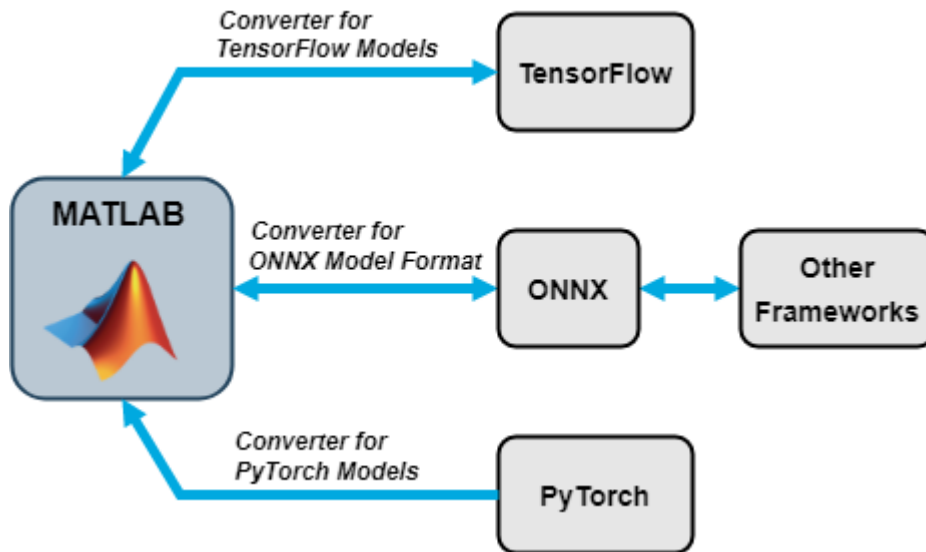 Converter for
TensorFlow Models
TensorFlow
MATLAB
Converter for
ONNX Model Format
ONNX
Other
Frameworks
Converter for
PyTorch Models
PyTorch